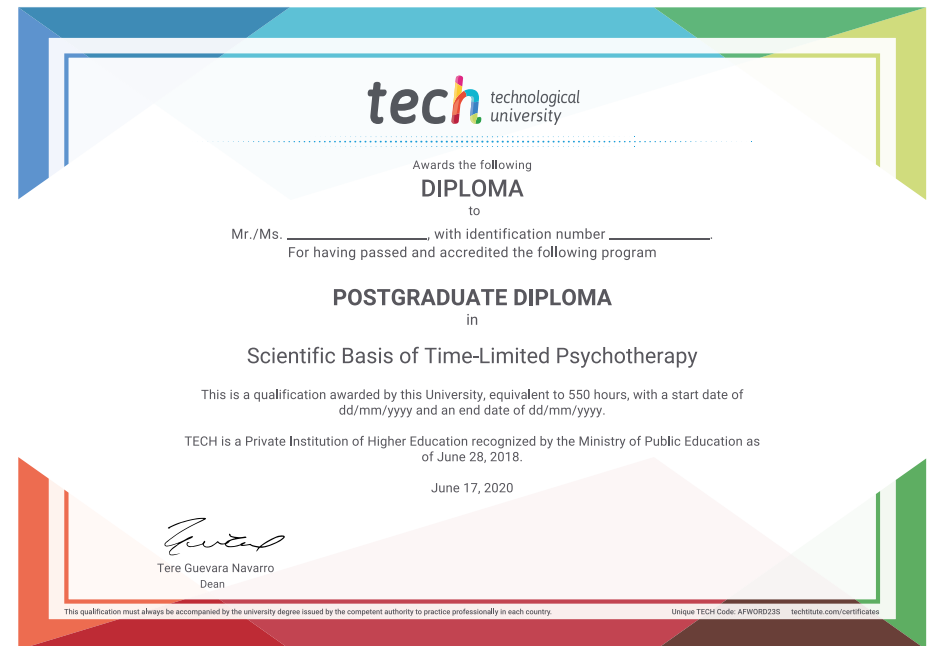 tech technological
university
Awards the following
DIPLOMA
to
Mr./Ms. ____________________, with identification number ______________.
For having passed and accredited the following program
POSTGRADUATE DIPLOMA
in
Scientific Basis of Time-Limited Psychotherapy
This is a qualification awarded by this University, equivalent to 550 hours, with a start date of
dd/mm/yyyy and an end date of dd/mm/yyyy.
TECH is a Private Institution of Higher Education recognized by the Ministry of Public Education as
of June 28, 2018.
June 17, 2020
Tere Guevara Navarro
Dean
This qualification must always be accompanied by the university degree issued by the competent authority to practice professionally in each country.
Unique TECH Code: AFWORD23S techtitute.com/certificates